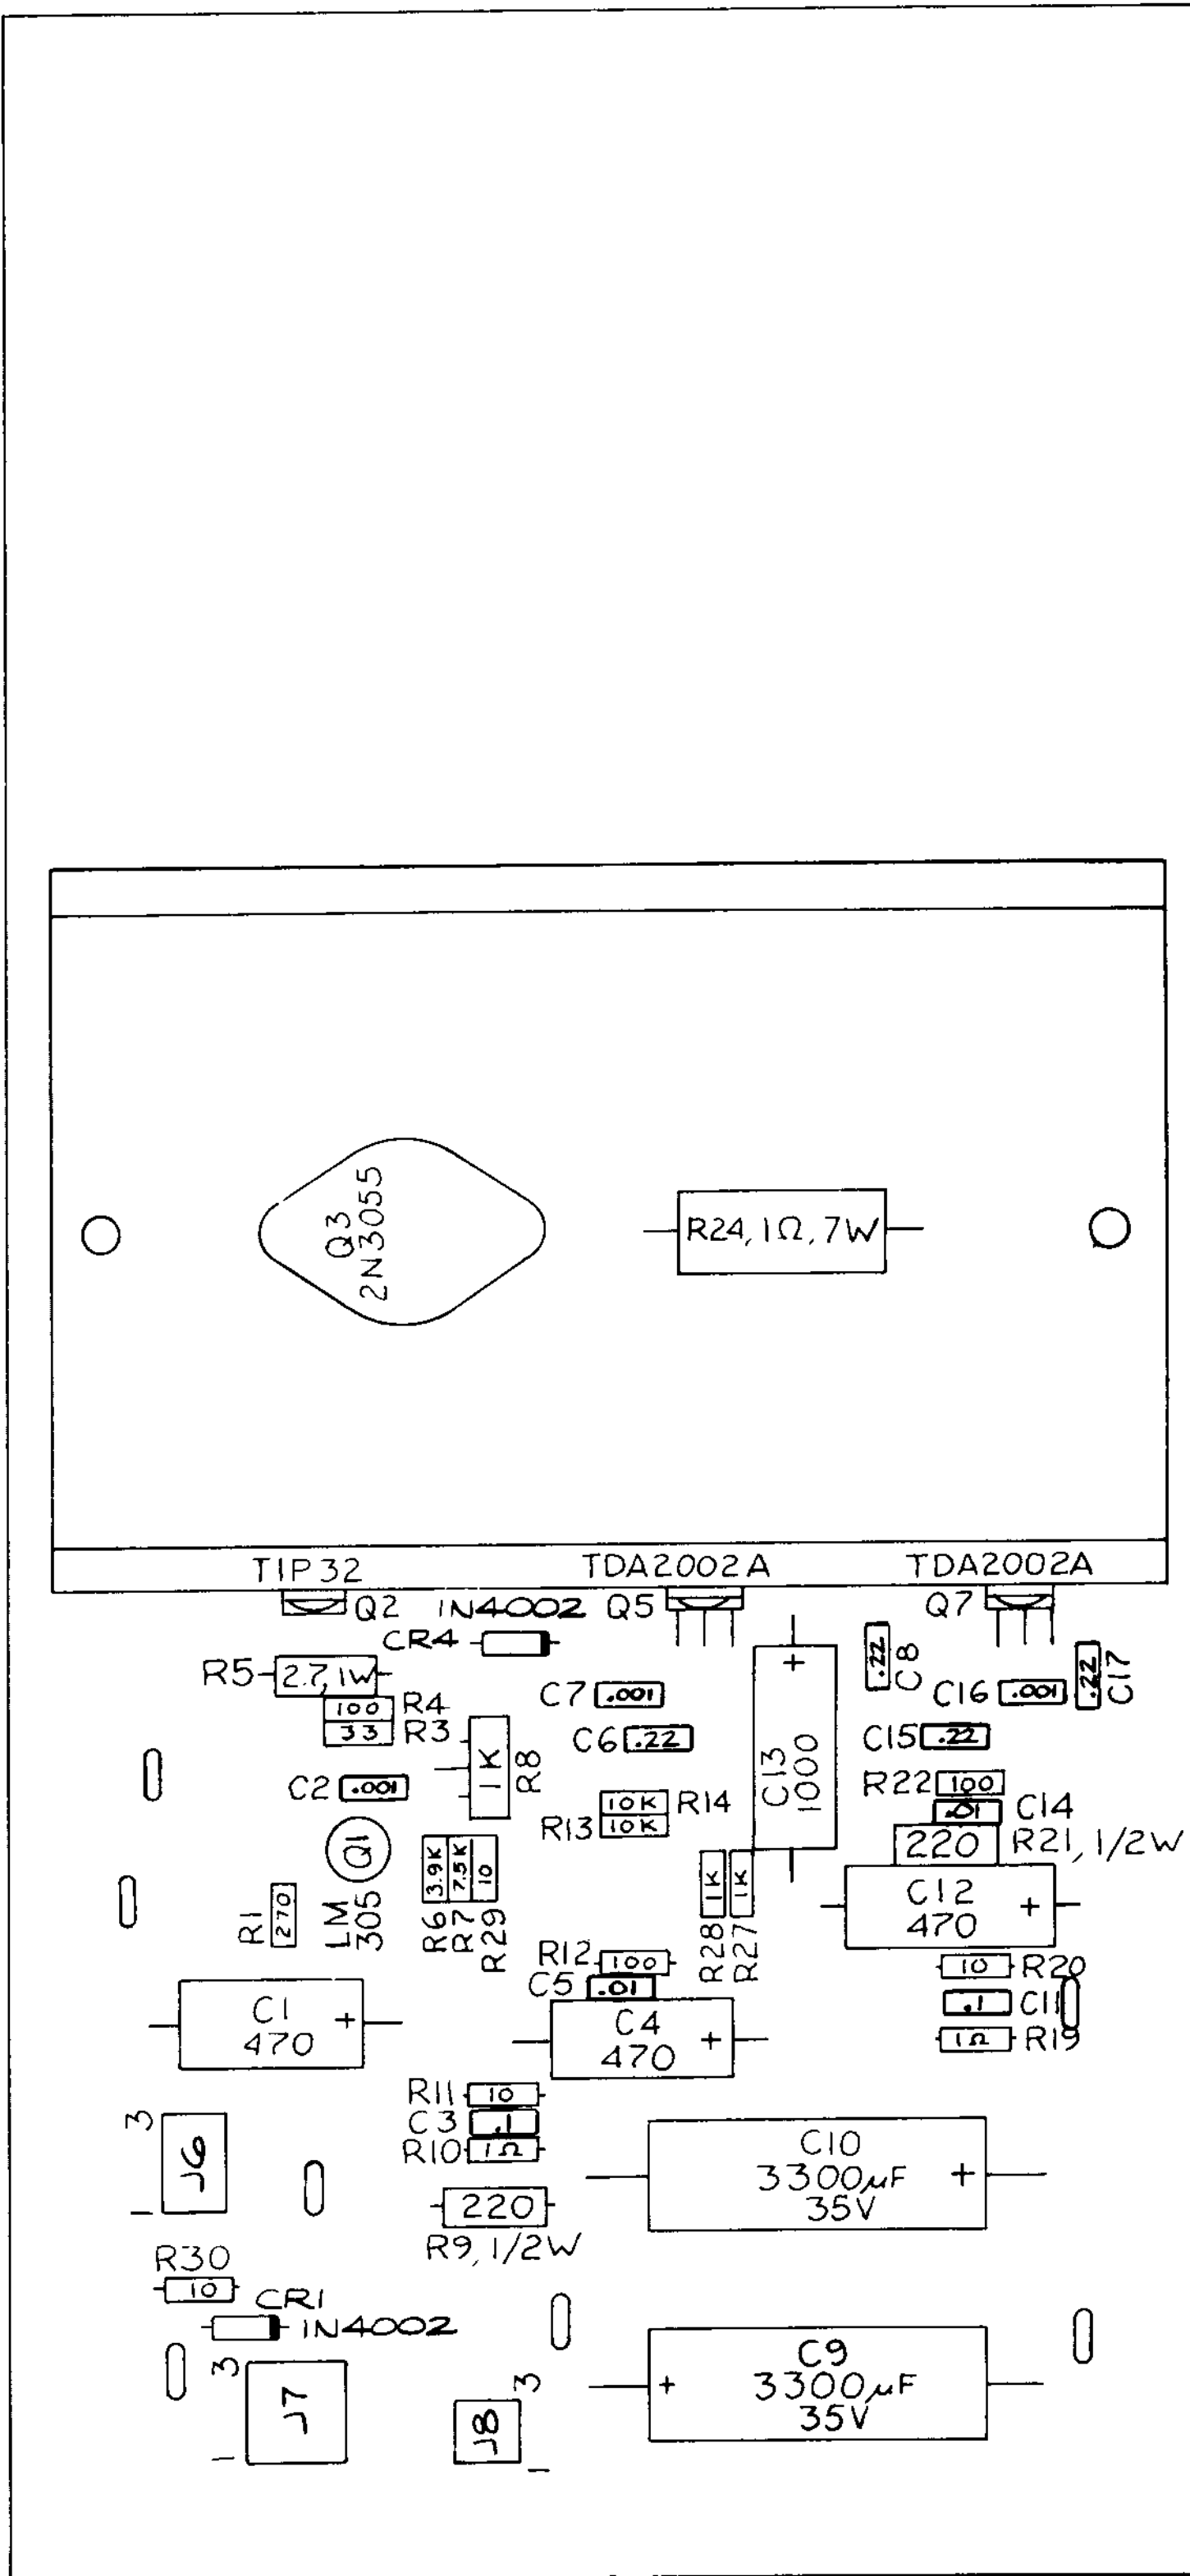 Q3
2N3055
R24, 1Ω, 7W
TIP32
TDA2002A
TDA2002A
Q2
1N4002
Q5
Q7
CR4
R5
2.7, 1W
100
R4
33
R3
C7
.001
.22
C8
C16
.001
.22
C17
C6
.22
C13
1000
+
C15
.22
1K
R8
C2
.001
R22
100
10K
R14
R13
10K
.01
C14
Q1
LM
305
220
R21, 1/2W
3.9K
7.5K
10
R6
R7
R29
1K
1K
R28
R27
C12
470
+
R1
270
R12
100
C5
.01
10
R20
C1
470
+
C4
470
+
.1
C11
1Ω
R19
R11
10
C3
.1
R10
1Ω
3
J6
1
C10
3300µF
35V
+
220
R9, 1/2W
R30
10
CR1
1N4002
3
J7
1
3
J8
1
C9
3300µF
35V
+